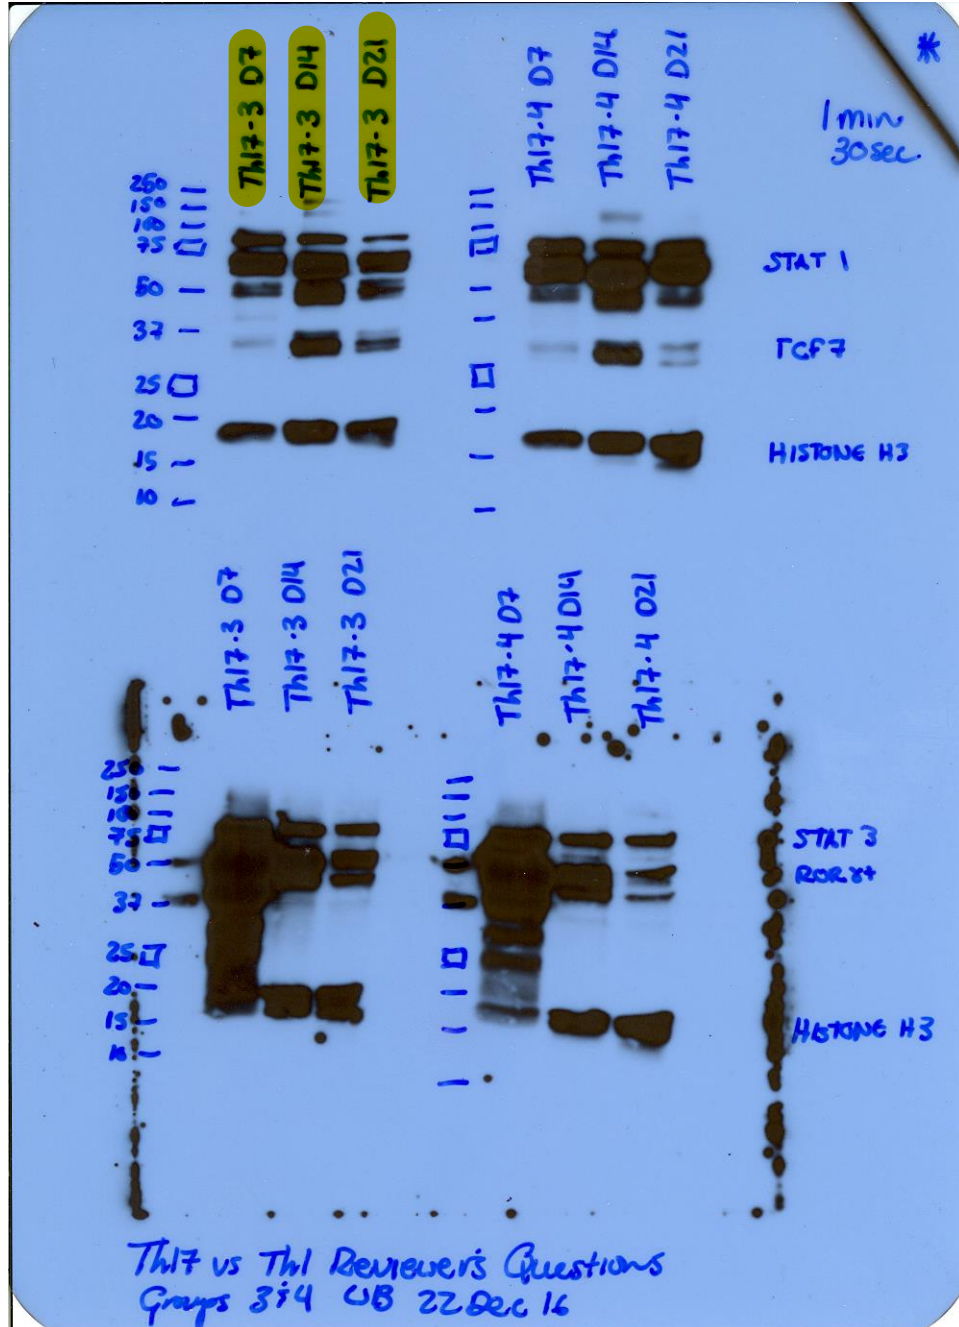 Th17-3 D7
Th17-3 D14
Th17-3 D21
Th17-4 D7
Th17-4 D14
Th17-4 D21
*
1 min
30 sec
250
150
100
75
50
37
25
20
15
10
STAT 1
TCF7
HISTONE H3
Th17-3 D7
Th17-3 D14
Th17-3 D21
Th17-4 D7
Th17-4 D14
Th17-4 D21
250
150
100
75
50
37
25
20
15
10
STAT 3
RORγt
HISTONE H3
Th17 vs Th1 Reviewer's Questions
Groups 3&4 WB 22 Dec 16